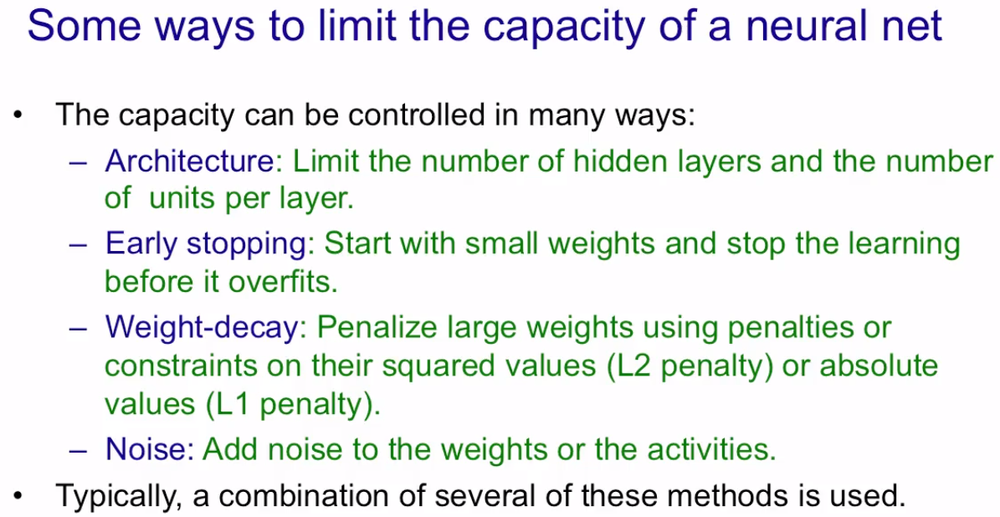 Some ways to limit the capacity of a neural net
• The capacity can be controlled in many ways:
– Architecture: Limit the number of hidden layers and the number
of units per layer.
– Early stopping: Start with small weights and stop the learning
before it overfits.
– Weight-decay: Penalize large weights using penalties or
constraints on their squared values (L2 penalty) or absolute
values (L1 penalty).
– Noise: Add noise to the weights or the activities.
• Typically, a combination of several of these methods is used.